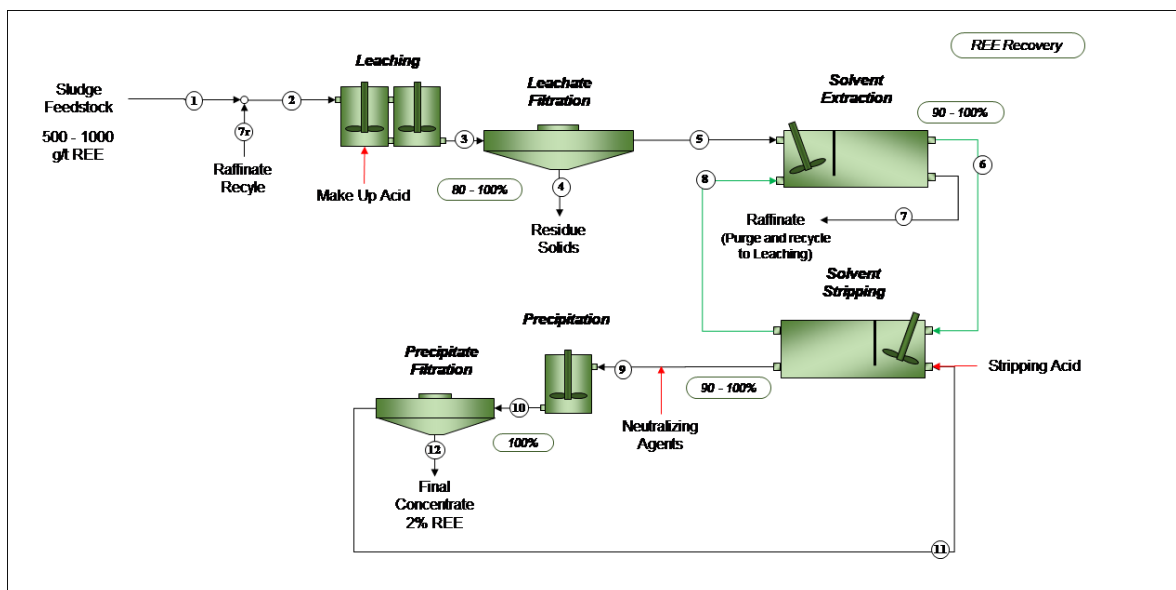 REE Recovery
Leaching
Leachate
Filtration
Solvent
Extraction
90 - 100%
Sludge
Feedstock
500 - 1000
g/t REE
1
2
7r
Raffinate
Recyle
3
5
6
8
Make Up Acid
80 - 100%
4
Residue
Solids
Raffinate
(Purge and recycle
to Leaching)
7
Solvent
Stripping
Precipitation
Precipitate
Filtration
9
90 - 100%
Stripping Acid
10
100%
Neutralizing
Agents
12
Final
Concentrate
2% REE
11